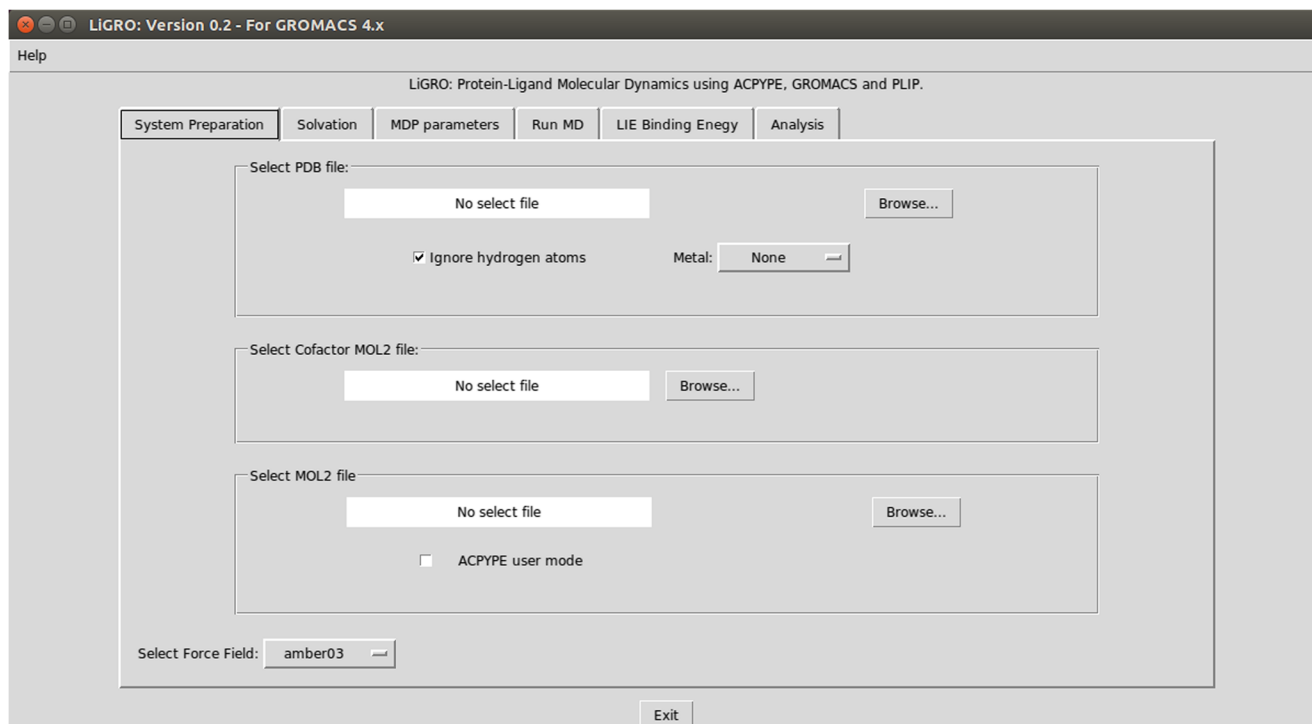 LiGRO: Version 0.2 - For GROMACS 4.x
Help
LiGRO: Protein-Ligand Molecular Dynamics using ACPYPE, GROMACS and PLIP.
System Preparation Solvation MDP parameters Run MD LIE Binding Enegy Analysis
Select PDB file:
No select file Browse...
Ignore hydrogen atoms Metal: None
Select Cofactor MOL2 file:
No select file Browse...
Select MOL2 file
No select file Browse...
ACPYPE user mode
Select Force Field: amber03
Exit